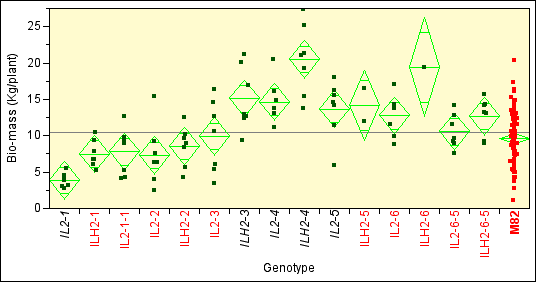 Bio-mass (Kg/plant)
25
20
15
10
5
0
IL2-1
ILH2-1
IL2-1-1
IL2-2
ILH2-2
IL2-3
ILH2-3
IL2-4
ILH2-4
IL2-5
ILH2-5
IL2-6
ILH2-6
IL2-6-5
ILH2-6-5
M82
Genotype